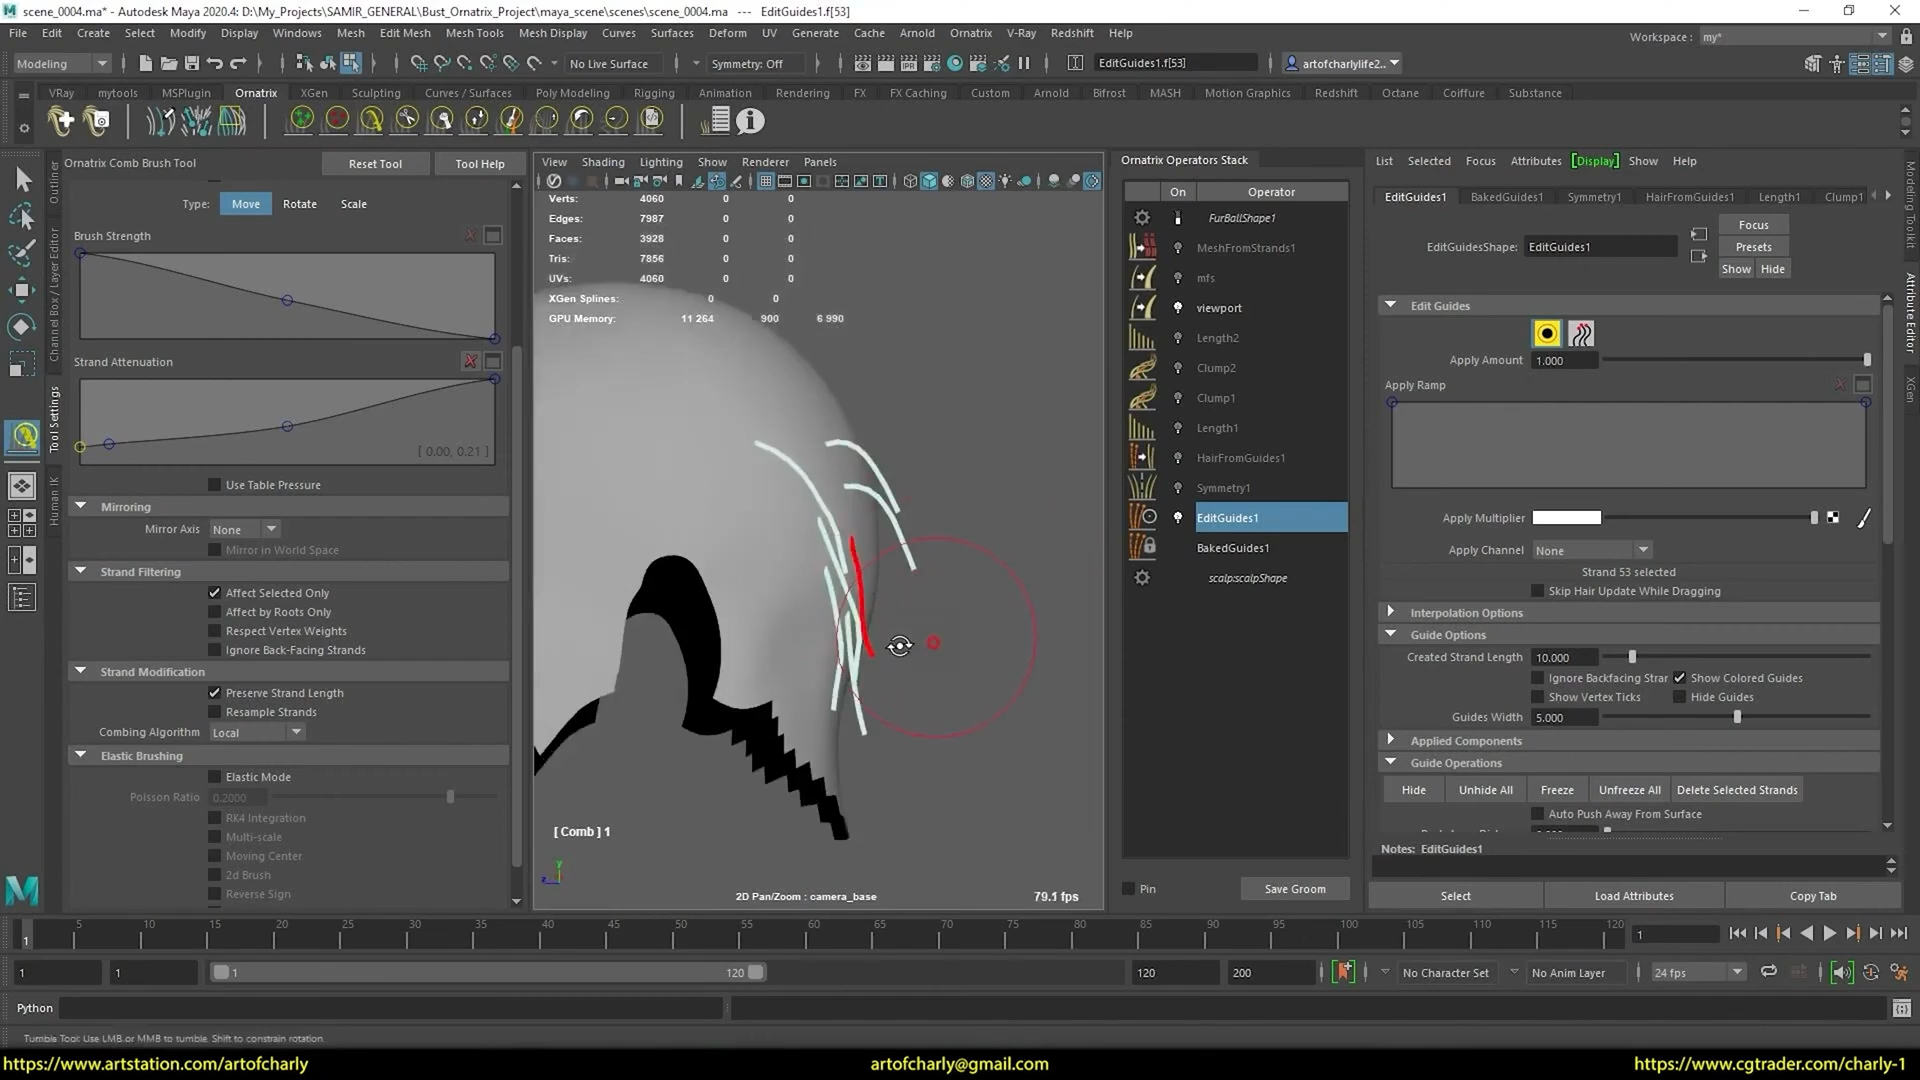 scene_0004.ma* - Autodesk Maya 2020.4: D:\My_Projects\SAMIR_GENERAL\Bust_Ornatrix_Project\maya_scene\scenes\scene_0004.ma --- EditGuides1.f[53]
File Edit Create Select Modify Display Windows Mesh Edit Mesh Mesh Tools Mesh Display Curves Surfaces Deform UV Generate Cache Arnold Ornatrix V-Ray Redshift Help
Workspace : my*
Modeling No Live Surface Symmetry: Off EditGuides1.f[53] artofcharlylife2...
VRay mytools MSPlugin Ornatrix XGen Sculpting Curves / Surfaces Poly Modeling Rigging Animation Rendering FX FX Caching Custom Arnold Bifrost MASH Motion Graphics Redshift Octane Coiffure Substance
Ornatrix Comb Brush Tool
Reset Tool
Tool Help
Type: Move Rotate Scale
Brush Strength
Strand Attenuation
[ 0.00, 0.21 ]
Use Table Pressure
Mirroring
Mirror Axis None
Mirror in World Space
Strand Filtering
Affect Selected Only
Affect by Roots Only
Respect Vertex Weights
Ignore Back-Facing Strands
Strand Modification
Preserve Strand Length
Resample Strands
Combing Algorithm Local
Elastic Brushing
Elastic Mode
Poisson Ratio 0.2000
RK4 Integration
Multi-scale
Moving Center
2d Brush
Reverse Sign
Outliner
Channel Box / Layer Editor
Tool Settings
Human IK
View Shading Lighting Show Renderer Panels
Verts: 4060 0 0
Edges: 7987 0 0
Faces: 3928 0 0
Tris: 7856 0 0
UVs: 4060 0 0
XGen Splines: 0 0
GPU Memory: 11 264 900 6 990
[ Comb ] 1
y
z
2D Pan/Zoom : camera_base
79.1 fps
Ornatrix Operators Stack
On Operator
FurBallShape1
MeshFromStrands1
mfs
viewport
Length2
Clump2
Clump1
Length1
HairFromGuides1
Symmetry1
EditGuides1
BakedGuides1
scalp:scalpShape
Pin
Save Groom
List Selected Focus Attributes [Display] Show Help
EditGuides1 BakedGuides1 Symmetry1 HairFromGuides1 Length1 Clump1
EditGuidesShape: EditGuides1
Focus
Presets
Show Hide
Edit Guides
Apply Amount 1.000
Apply Ramp
Apply Multiplier
Apply Channel None
Strand 53 selected
Skip Hair Update While Dragging
Interpolation Options
Guide Options
Created Strand Length 10.000
Ignore Backfacing Strar Show Colored Guides
Show Vertex Ticks Hide Guides
Guides Width 5.000
Applied Components
Guide Operations
Hide Unhide All Freeze Unfreeze All Delete Selected Strands
Auto Push Away From Surface
Notes: EditGuides1
Select Load Attributes Copy Tab
Modeling Toolkit
Attribute Editor
XGen
1 5 10 15 20 25 30 35 40 45 50 55 60 65 70 75 80 85 90 95 100 105 110 115 120 1
1 1 1 120 120 200 No Character Set No Anim Layer 24 fps
Python
Tumble Tool: Use LMB or MMB to tumble. Shift to constrain rotation.
https://www.artstation.com/artofcharly
artofcharly@gmail.com
https://www.cgtrader.com/charly-1